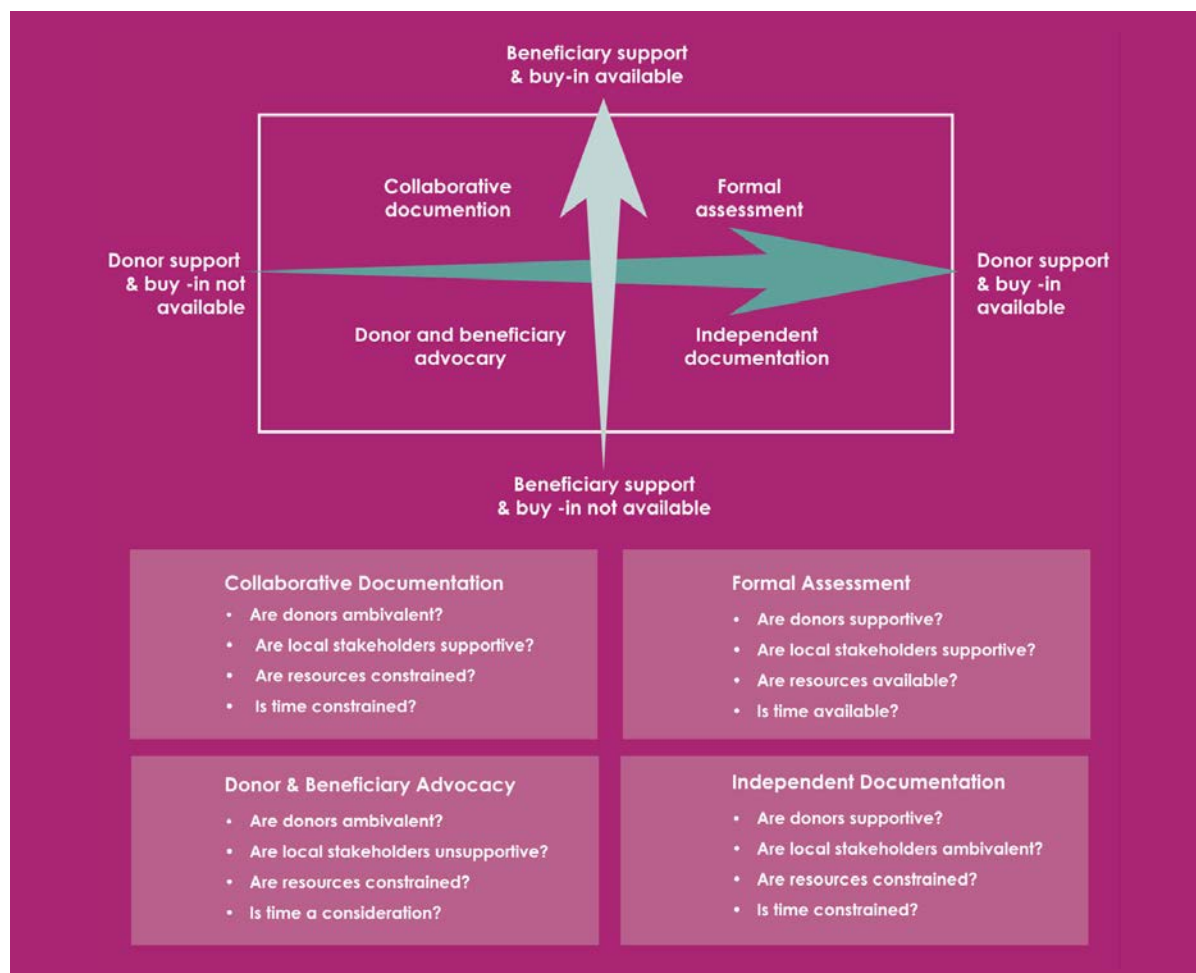 Beneficiary support
& buy-in available
Collaborative
documention
Formal
assessment
Donor support
& buy -in not
available
Donor support
& buy -in
available
Donor and beneficiary
advocary
Independent
documentation
Beneficiary support
& buy -in not available
Collaborative Documentation
• Are donors ambivalent?
• Are local stakeholders supportive?
• Are resources constrained?
• Is time constrained?
Formal Assessment
• Are donors supportive?
• Are local stakeholders supportive?
• Are resources available?
• Is time available?
Donor & Beneficiary Advocacy
• Are donors ambivalent?
• Are local stakeholders unsupportive?
• Are resources constrained?
• Is time a consideration?
Independent Documentation
• Are donors supportive?
• Are local stakeholders ambivalent?
• Are resources constrained?
• Is time constrained?